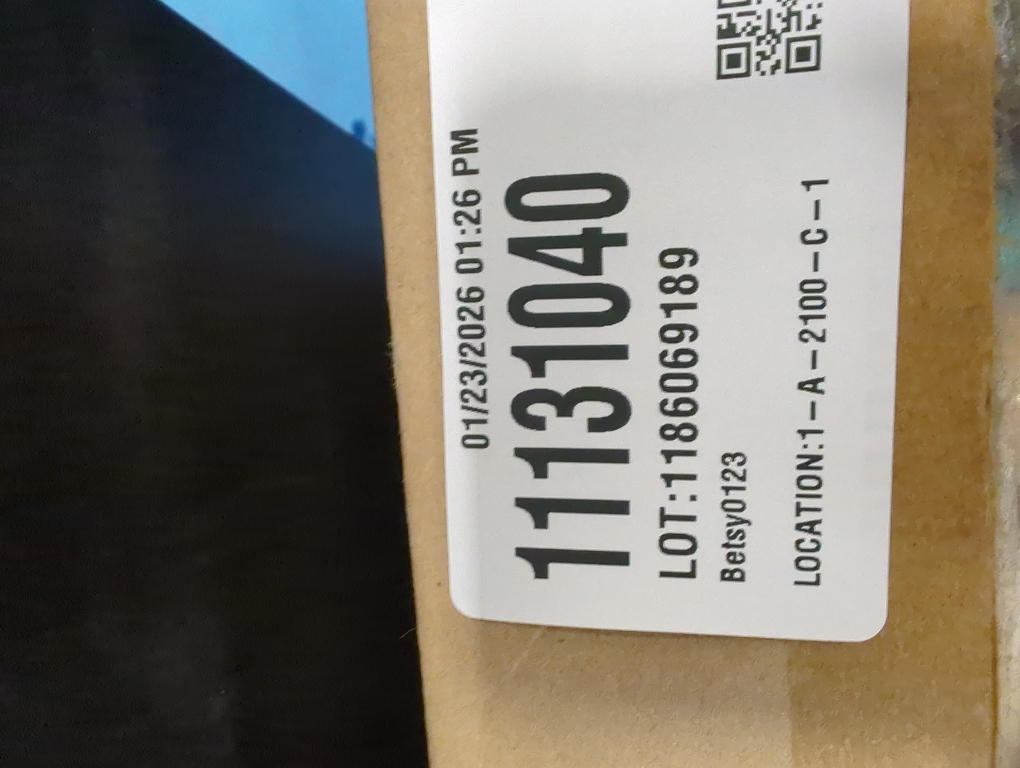 01/23/2026 01:26 PM
11131040
LOT:1186069189
Betsy0123
LOCATION:1-A-2100-C-1